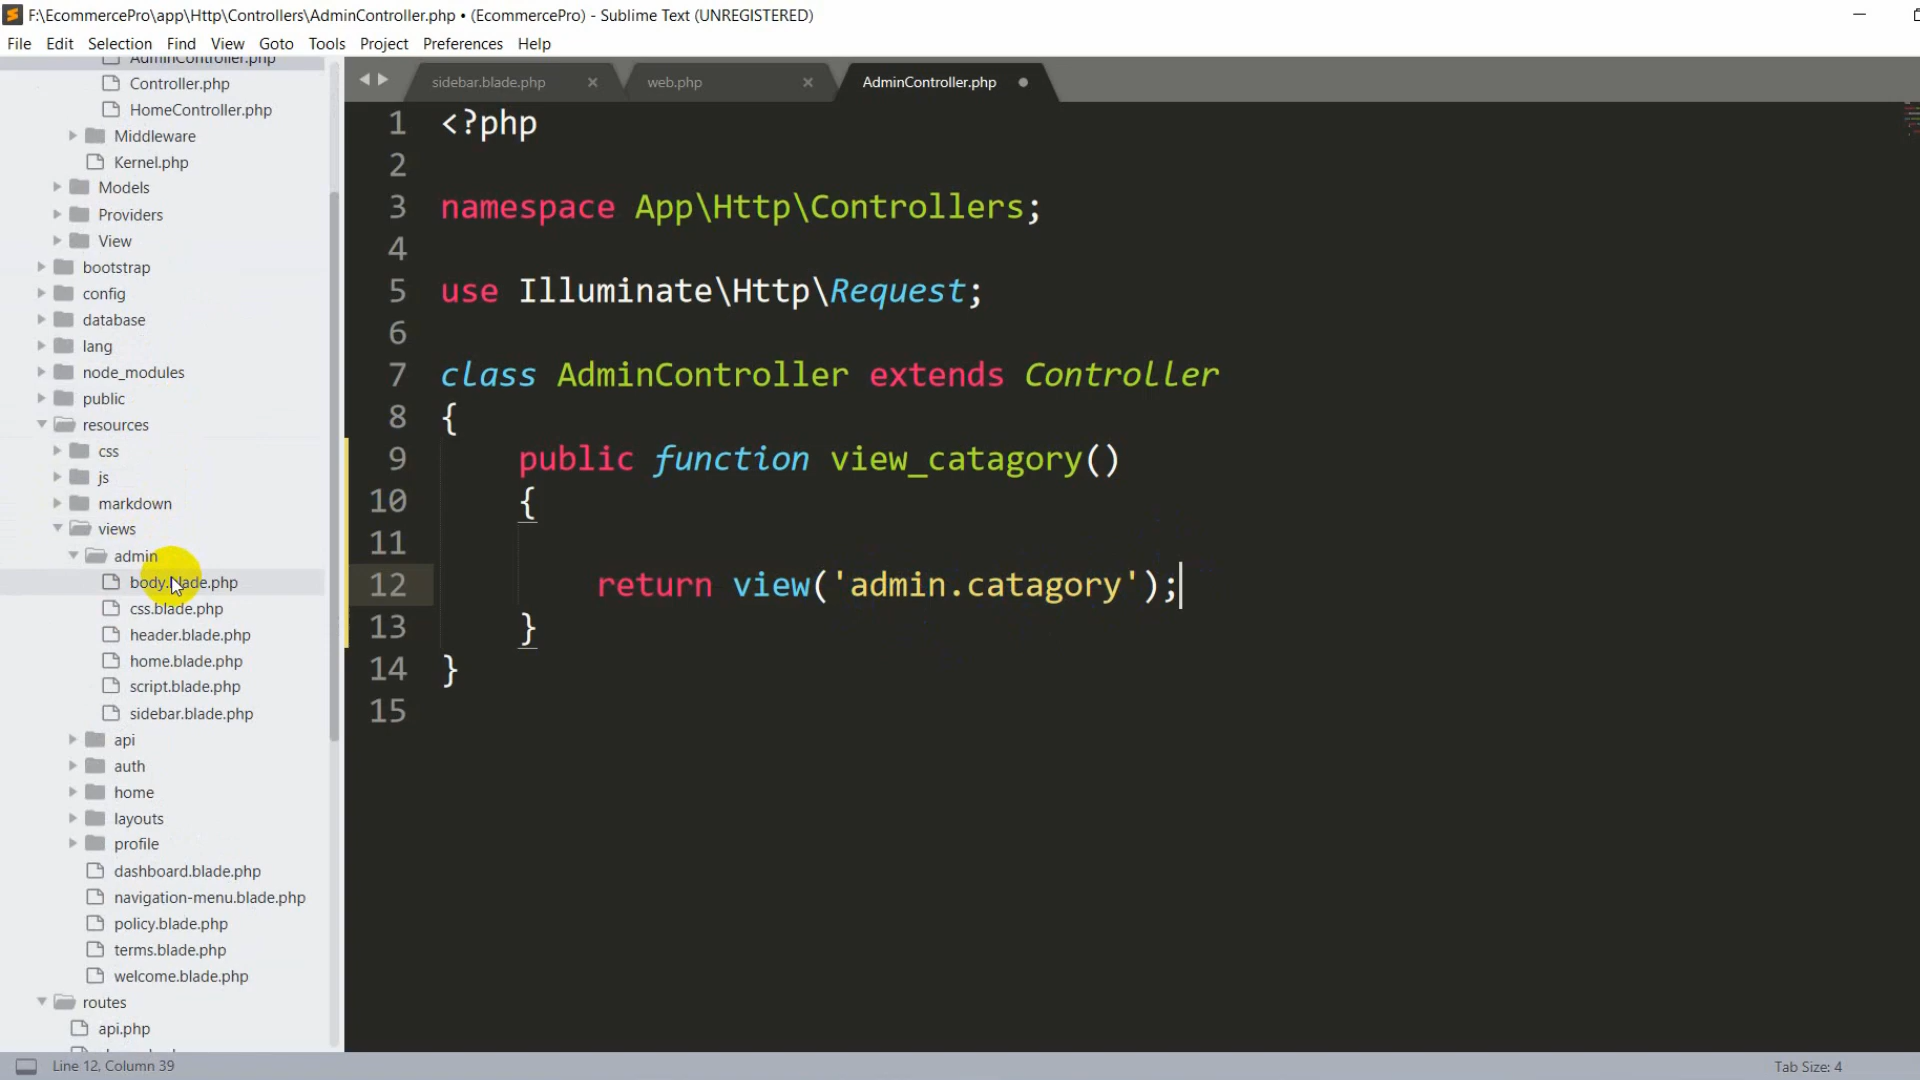 F:\EcommercePro\app\Http\Controllers\AdminController.php • (EcommercePro) - Sublime Text (UNREGISTERED)
File Edit Selection Find View Goto Tools Project Preferences Help
AdminController.php
Controller.php
HomeController.php
Middleware
Kernel.php
Models
Providers
View
bootstrap
config
database
lang
node_modules
public
resources
css
js
markdown
views
admin
body.blade.php
css.blade.php
header.blade.php
home.blade.php
script.blade.php
sidebar.blade.php
api
auth
home
layouts
profile
dashboard.blade.php
navigation-menu.blade.php
policy.blade.php
terms.blade.php
welcome.blade.php
routes
api.php
sidebar.blade.php × web.php × AdminController.php
1 <?php
2
3 namespace App\Http\Controllers;
4
5 use Illuminate\Http\Request;
6
7 class AdminController extends Controller
8 {
9 public function view_catagory()
10 {
11
12 return view('admin.catagory');
13 }
14 }
15
Line 12, Column 39
Tab Size: 4